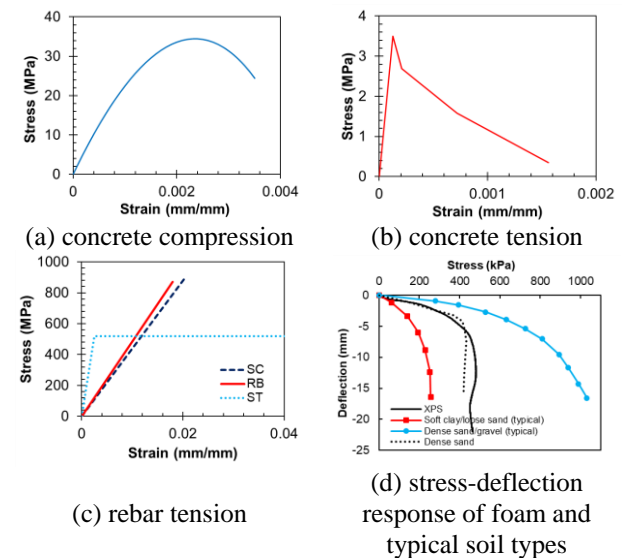 40
30
20
10
0
Stress (MPa)
0
0.002
0.004
Strain (mm/mm)
(a) concrete compression
4
3
2
1
0
Stress (MPa)
0
0.001
0.002
Strain (mm/mm)
(b) concrete tension
1000
800
600
400
200
0
Stress (MPa)
SC
RB
ST
0
0.02
0.04
Strain (mm/mm)
(c) rebar tension
Stress (kPa)
0 200 400 600 800 1000
0
-5
-10
-15
-20
-25
Deflection (mm)
XPS
Soft clay/loose sand (typical)
Dense sand/gravel (typical)
Dense sand
(d) stress-deflection
response of foam and
typical soil types